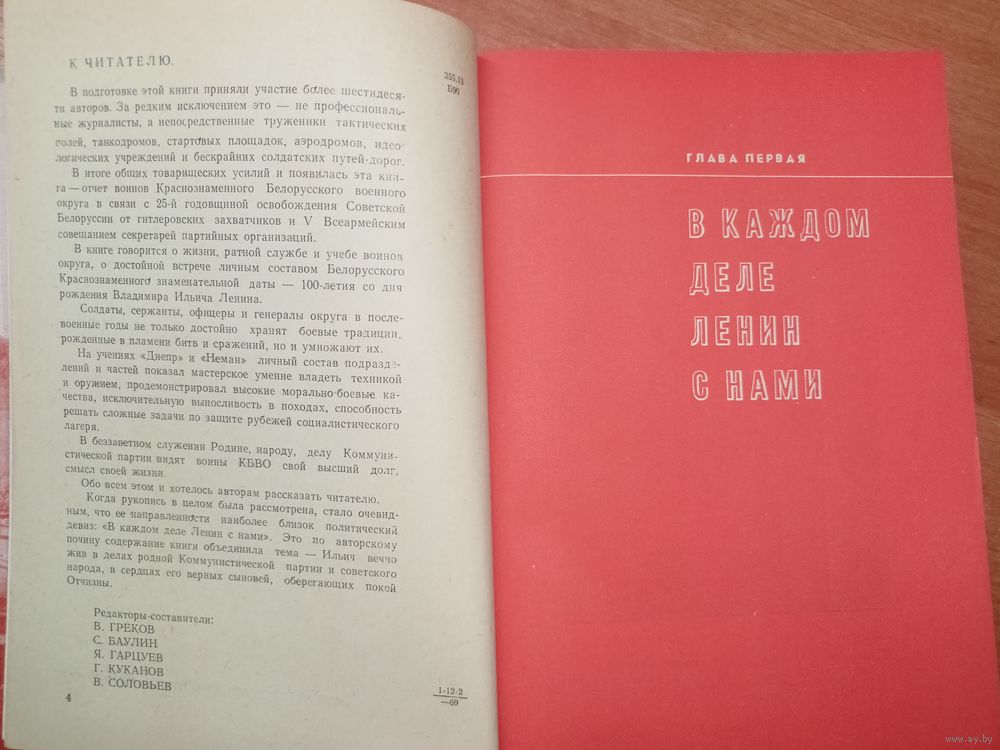 К ЧИТАТЕЛЮ.
355.13
Б90
В подготовке этой книги приняли участие более шестидеся-
ти авторов. За редким исключением это — не профессиональ-
ные журналисты, а непосредственные труженики тактических
полей, танкодромов, стартовых площадок, аэродромов, идео-
логических учреждений и бескрайних солдатских путей-дорог.
В итоге общих товарищеских усилий и появилась эта кни-
га — отчет воинов Краснознаменного Белорусского военного
округа в связи с 25-й годовщиной освобождения Советской
Белоруссии от гитлеровских захватчиков и V Всеармейским
совещанием секретарей партийных организаций.
В книге говорится о жизни, ратной службе и учебе воинов
округа, о достойной встрече личным составом Белорусского
Краснознаменного знаменательной даты — 100-летия со дня
рождения Владимира Ильича Ленина.
Солдаты, сержанты, офицеры и генералы округа в после-
военные годы не только достойно хранят боевые традиции,
рожденные в пламени битв и сражений, но и умножают их.
На учениях «Днепр» и «Неман» личный состав подразде-
лений и частей показал мастерское умение владеть техникой
и оружием, продемонстрировал высокие морально-боевые ка-
чества, исключительную выносливость в походах, способность
решать сложные задачи по защите рубежей социалистического
лагеря.
В беззаветном служении Родине, народу, делу Коммуни-
стической партии видят воины КБВО свой высший долг,
смысл своей жизни.
Обо всем этом и хотелось авторам рассказать читателю.
Когда рукопись в целом была рассмотрена, стало очевид-
ным, что ее направленности наиболее близок политический
девиз: «В каждом деле Ленин с нами». Это по авторскому
почину содержание книги объединила тема — Ильич вечно
жив в делах родной Коммунистической партии и советского
народа, в сердцах его верных сыновей, оберегающих покой
Отчизны.
Редакторы-составители:
В. ГРЕКОВ
С. БАУЛИН
Я. ГАРЦУЕВ
Г. КУКАНОВ
В. СОЛОВЬЕВ
4
1-12-2
—69
ГЛАВА ПЕРВАЯ
В КАЖДОМ
ДЕЛЕ
ЛЕНИН
С НАМИ
www.ay.by